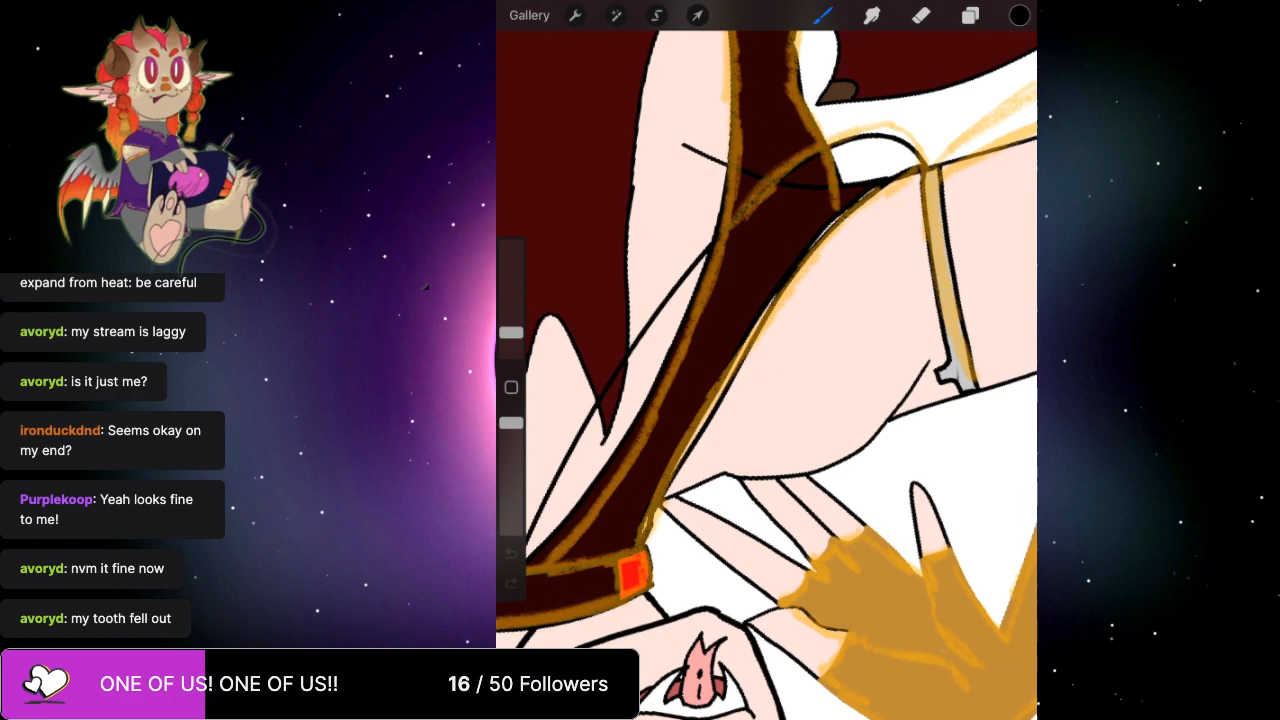 Gallery
expand from heat: be careful
avoryd: my stream is laggy
avoryd: is it just me?
ironduckdnd: Seems okay on
my end?
Purplekoop: Yeah looks fine
to me!
avoryd: nvm it fine now
avoryd: my tooth fell out
ONE OF US! ONE OF US!! 16 / 50 Followers